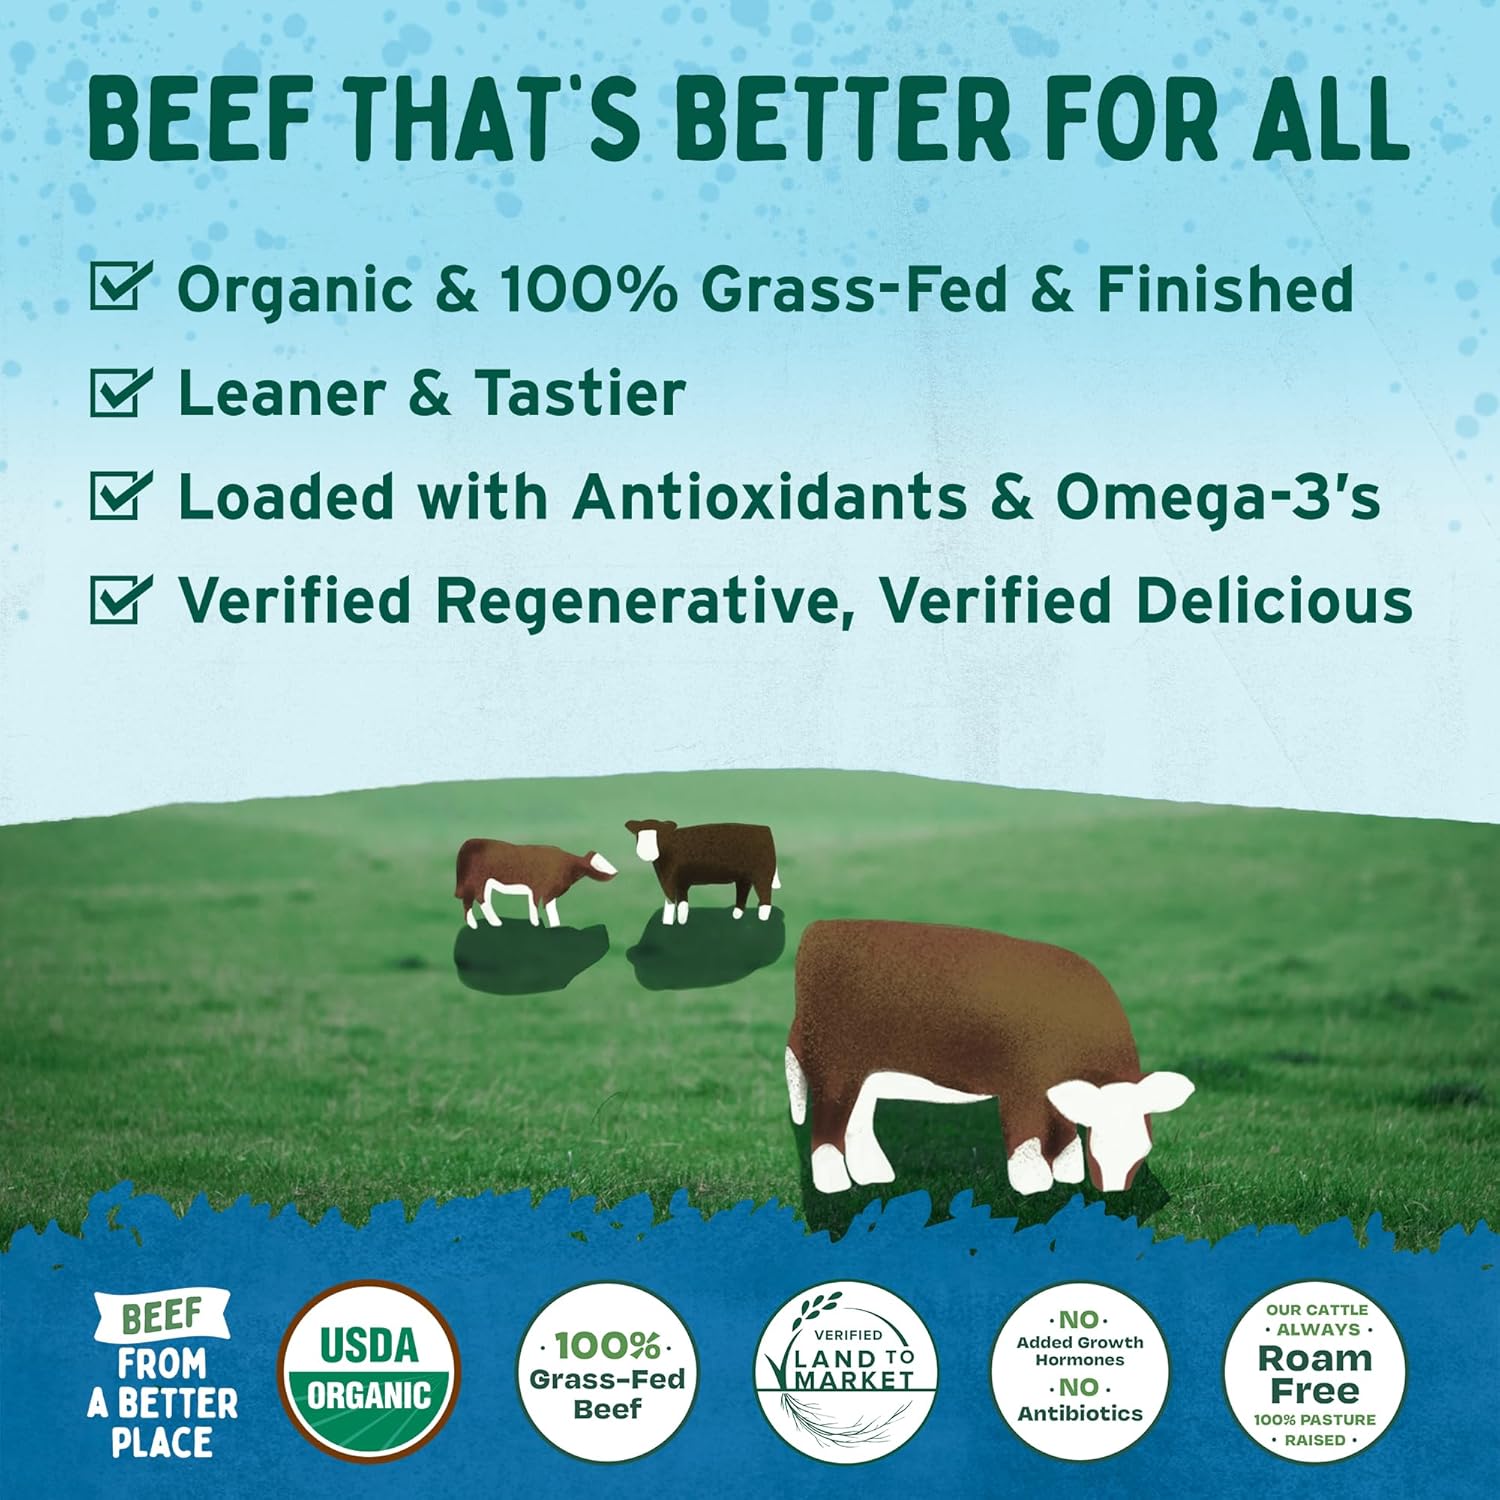 BEEF THAT'S BETTER FOR ALL
Organic & 100% Grass-Fed & Finished
Leaner & Tastier
Loaded with Antioxidants & Omega-3's
Verified Regenerative, Verified Delicious
BEEF
FROM
A BETTER
PLACE
USDA
ORGANIC
· 100% ·
Grass-Fed
Beef
VERIFIED
LAND TO
MARKET
· NO ·
Added Growth
Hormones
· NO ·
Antibiotics
OUR CATTLE
· ALWAYS ·
Roam
Free
100% PASTURE
· RAISED ·